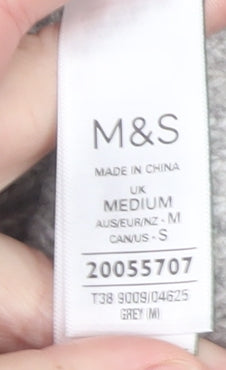 M&S
MADE IN CHINA
UK
MEDIUM
AUS/EUR/NZ - M
CAN/US - S
20055707
T38 9009/04625
GREY (M)